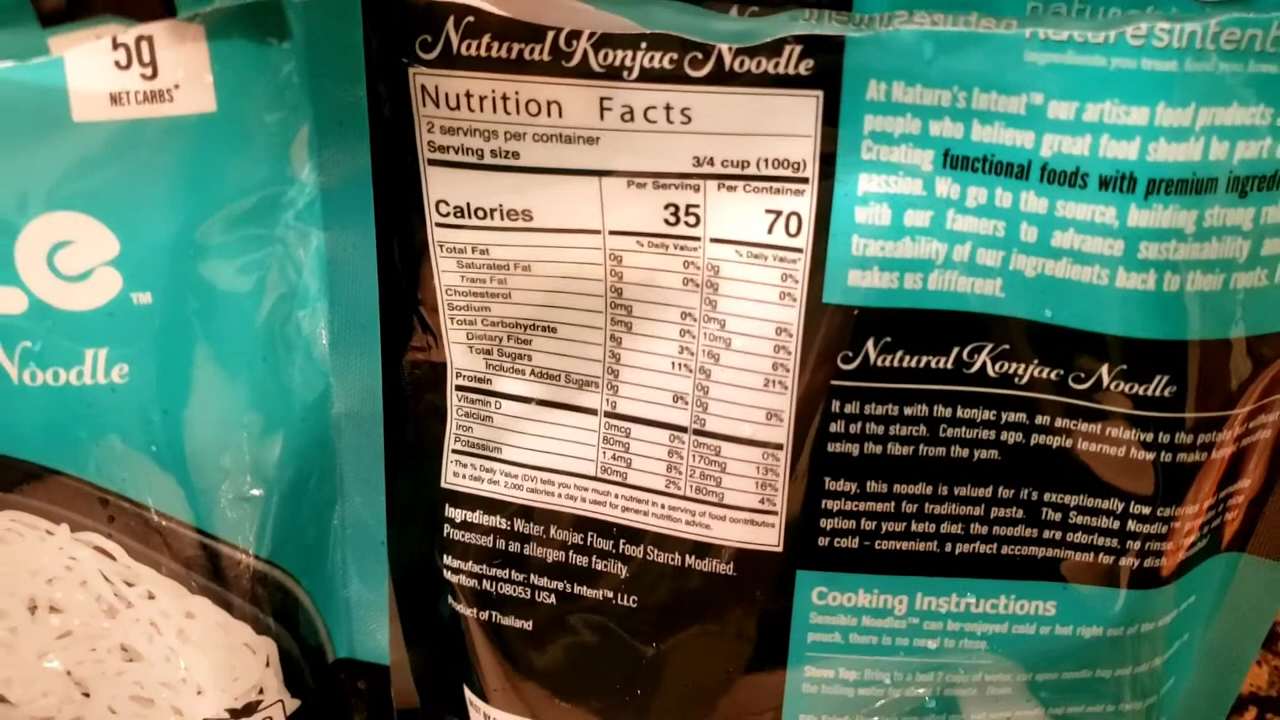 5g
NET CARBS*
Le™
Noodle
Natural Konjac Noodle
Nutrition Facts
2 servings per container
Serving size 3/4 cup (100g)
Per Serving Per Container
Calories 35 70
% Daily Value* % Daily Value*
Total Fat 0g 0% 0g 0%
Saturated Fat 0g 0% 0g 0%
Trans Fat 0g 0g
Cholesterol 0mg 0% 0mg 0%
Sodium 5mg 0% 10mg 0%
Total Carbohydrate 8g 3% 16g 6%
Dietary Fiber 3g 11% 6g 21%
Total Sugars 0g 0g
Includes Added Sugars 0g 0% 0g 0%
Protein 1g 2g
Vitamin D 0mcg 0% 0mcg 0%
Calcium 80mg 6% 170mg 13%
Iron 1.4mg 8% 2.8mg 16%
Potassium 90mg 2% 180mg 4%
*The % Daily Value (DV) tells you how much a nutrient in a serving of food contributes
to a daily diet. 2,000 calories a day is used for general nutrition advice.
Ingredients: Water, Konjac Flour, Food Starch Modified.
Processed in an allergen free facility.
Manufactured for: Nature's Intent™, LLC
Marlton, NJ 08053 USA
Product of Thailand
nature'sintent
ingredients you trust. food you love
At Nature's Intent™ our artisan food products
people who believe great food should be part
Creating functional foods with premium ingred
passion. We go to the source, building strong
with our famers to advance sustainability
traceability of our ingredients back to their roots.
makes us different.
Natural Konjac Noodle
It all starts with the konjac yam, an ancient relative to the potato without
all of the starch. Centuries ago, people learned how to make
using the fiber from the yam.
Today, this noodle is valued for it's exceptionally low calories
replacement for traditional pasta. The Sensible Noodle™
option for your keto diet; the noodles are odorless, no rinse,
or cold – convenient, a perfect accompaniment for any dish.
Cooking Instructions
Sensible Noodles™ can be enjoyed cold or hot right out of the
pouch, there is no need to rinse.
Stove Top: Bring to a boil 2 cups of water, cut open noodle bag and add
the boiling water for about 1 minute. Drain.